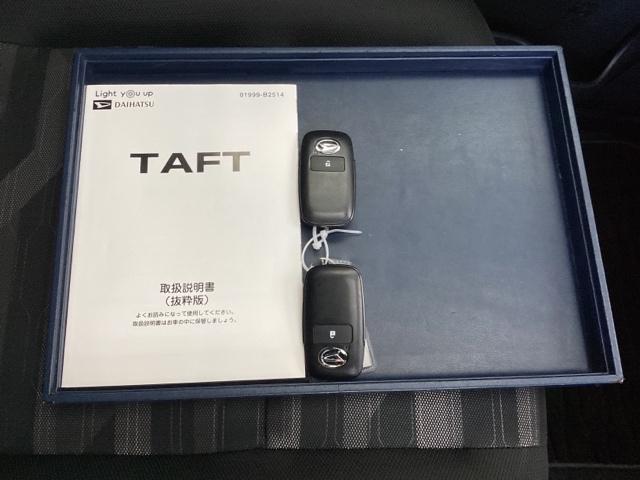 Light you up
DAIHATSU
01999-B2514
TAFT
取扱説明書
（抜粋版）
よくお読みになって使用してください。
取扱説明書はお車の中に保管しましょう。